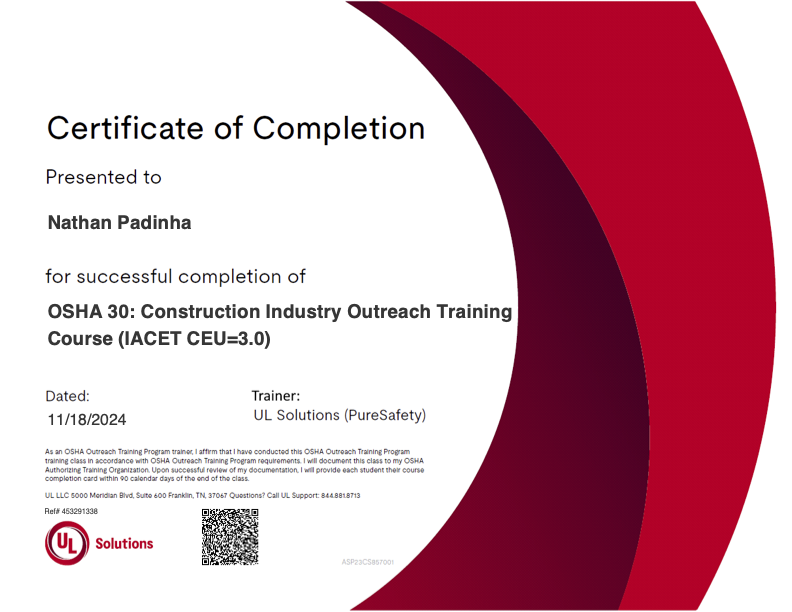 Certificate of Completion
Presented to
Nathan Padinha
for successful completion of
OSHA 30: Construction Industry Outreach Training
Course (IACET CEU=3.0)
Dated:
11/18/2024
Trainer:
UL Solutions (PureSafety)
As an OSHA Outreach Training Program trainer, I affirm that I have conducted this OSHA Outreach Training Program
training class in accordance with OSHA Outreach Training Program requirements. I will document this class to my OSHA
Authorizing Training Organization. Upon successful review of my documentation, I will provide each student their course
completion card within 90 calendar days of the end of the class.
UL LLC 5000 Meridian Blvd, Suite 600 Franklin, TN, 37067 Questions? Call UL Support: 844.881.8713
Ref# 453291338
UL Solutions
ASP23CS857001